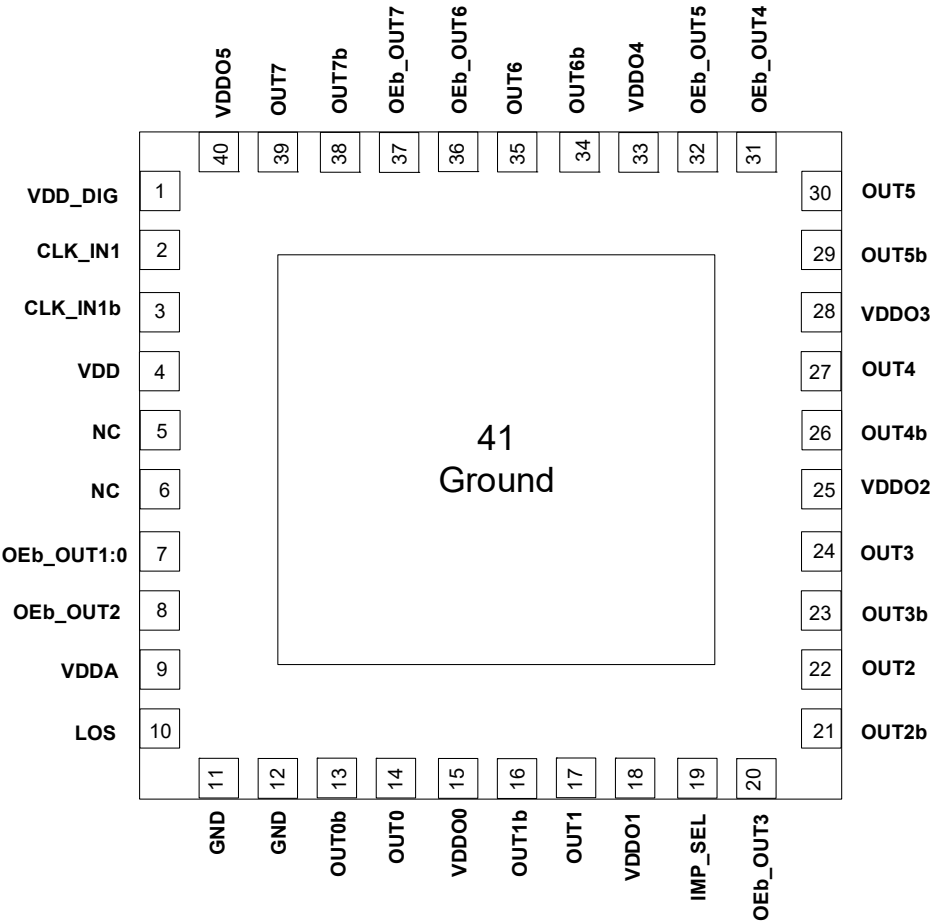 VDDO5
OUT7
OUT7b
OEb_OUT7
OEb_OUT6
OUT6
OUT6b
VDDO4
OEb_OUT5
OEb_OUT4
40
39
38
37
36
35
34
33
32
31
VDD_DIG 1
CLK_IN1 2
CLK_IN1b 3
VDD 4
NC 5
NC 6
OEb_OUT1:0 7
OEb_OUT2 8
VDDA 9
LOS 10
41
Ground
30 OUT5
29 OUT5b
28 VDDO3
27 OUT4
26 OUT4b
25 VDDO2
24 OUT3
23 OUT3b
22 OUT2
21 OUT2b
11
12
13
14
15
16
17
18
19
20
GND
GND
OUT0b
OUT0
VDDO0
OUT1b
OUT1
VDDO1
IMP_SEL
OEb_OUT3